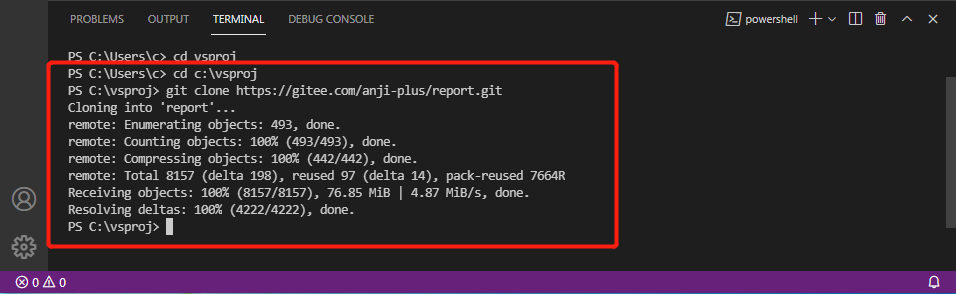 PROBLEMS OUTPUT TERMINAL DEBUG CONSOLE powershell
PS C:\Users\c> cd vsproj
PS C:\Users\c> cd c:\vsproj
PS C:\vsproj> git clone https://gitee.com/anji-plus/report.git
Cloning into 'report'...
remote: Enumerating objects: 493, done.
remote: Counting objects: 100% (493/493), done.
remote: Compressing objects: 100% (442/442), done.
remote: Total 8157 (delta 198), reused 97 (delta 14), pack-reused 7664R
Receiving objects: 100% (8157/8157), 76.85 MiB | 4.87 MiB/s, done.
Resolving deltas: 100% (4222/4222), done.
PS C:\vsproj>
0 0